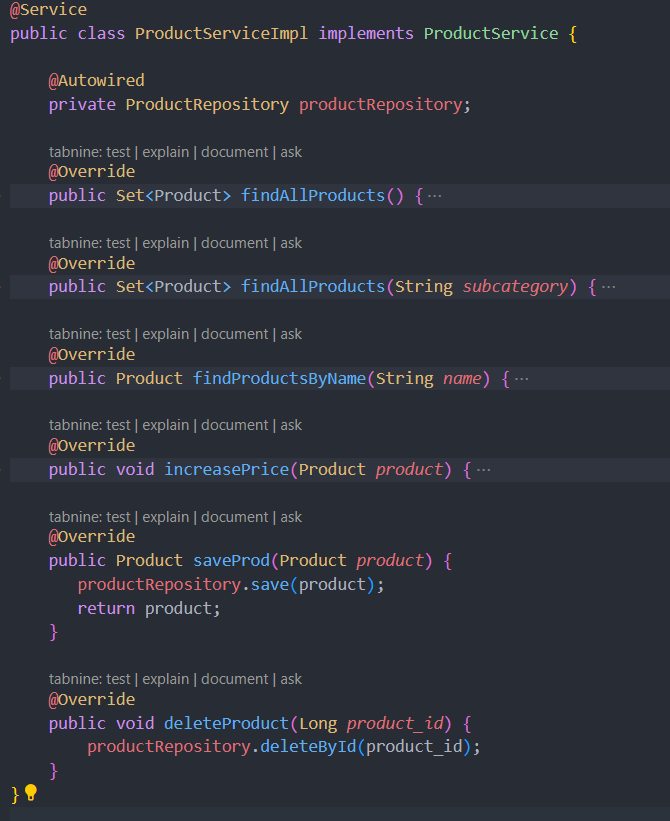 @Service
public class ProductServiceImpl implements ProductService {
@Autowired
private ProductRepository productRepository;
tabnine: test | explain | document | ask
@Override
public Set<Product> findAllProducts() { ···
tabnine: test | explain | document | ask
@Override
public Set<Product> findAllProducts(String subcategory) { ···
tabnine: test | explain | document | ask
@Override
public Product findProductsByName(String name) { ···
tabnine: test | explain | document | ask
@Override
public void increasePrice(Product product) { ···
tabnine: test | explain | document | ask
@Override
public Product saveProd(Product product) {
productRepository.save(product);
return product;
}
tabnine: test | explain | document | ask
@Override
public void deleteProduct(Long product_id) {
productRepository.deleteById(product_id);
}
}